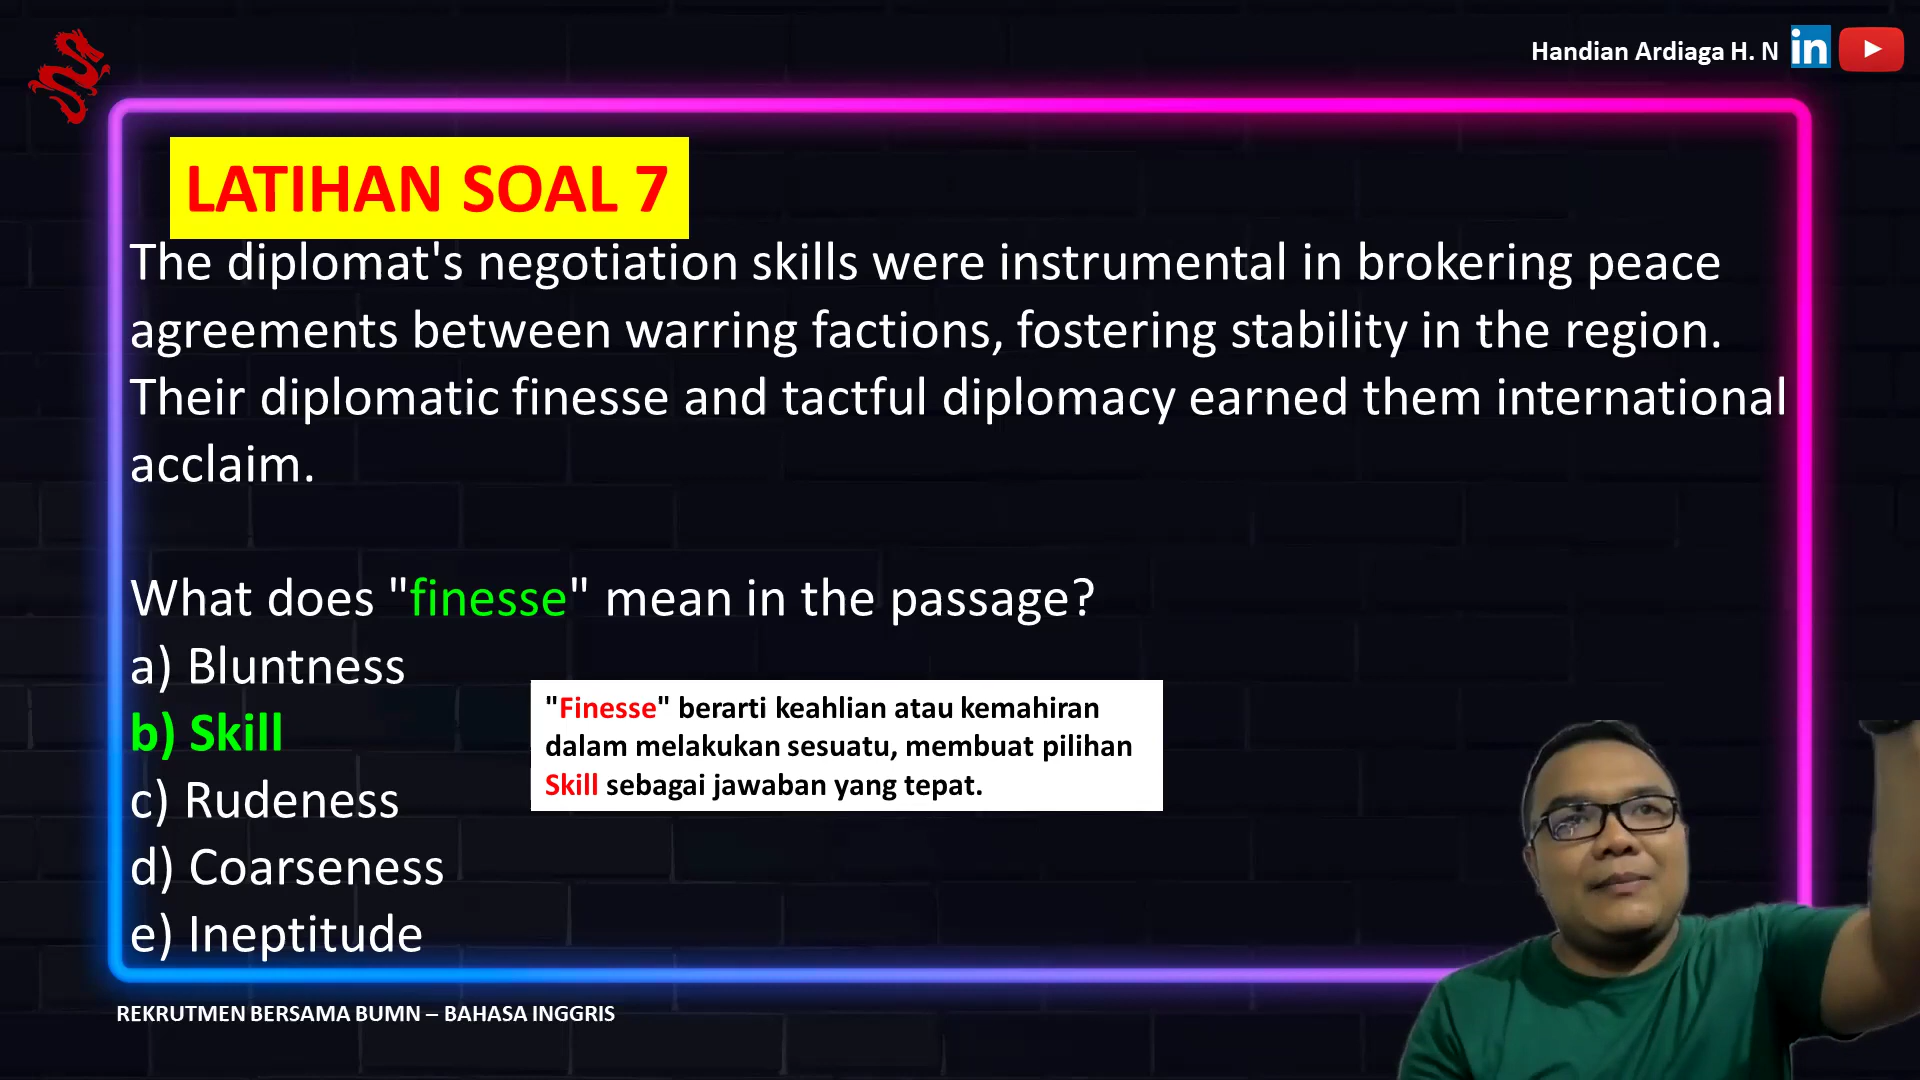 Handian Ardiaga H. N in
LATIHAN SOAL 7
The diplomat's negotiation skills were instrumental in brokering peace
agreements between warring factions, fostering stability in the region.
Their diplomatic finesse and tactful diplomacy earned them international
acclaim.
What does "finesse" mean in the passage?
a) Bluntness
b) Skill
c) Rudeness
d) Coarseness
e) Ineptitude
"Finesse" berarti keahlian atau kemahiran
dalam melakukan sesuatu, membuat pilihan
Skill sebagai jawaban yang tepat.
REKRUTMEN BERSAMA BUMN – BAHASA INGGRIS